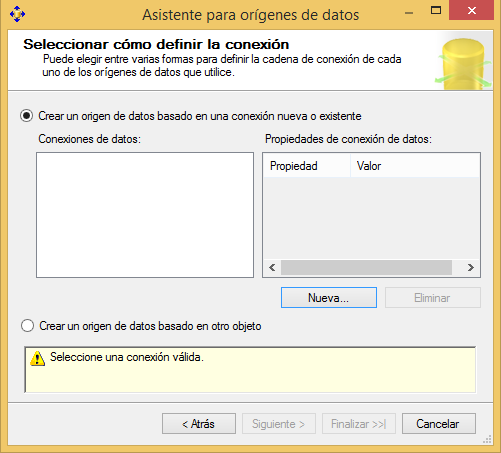 Asistente para orígenes de datos
Seleccionar cómo definir la conexión
Puede elegir entre varias formas para definir la cadena de conexión de cada
uno de los orígenes de datos que utilice.
Crear un origen de datos basado en una conexión nueva o existente
Conexiones de datos:
Propiedades de conexión de datos:
Propiedad
Valor
Nueva...
Eliminar
Crear un origen de datos basado en otro objeto
Seleccione una conexión válida.
< Atrás
Siguiente >
Finalizar >>|
Cancelar